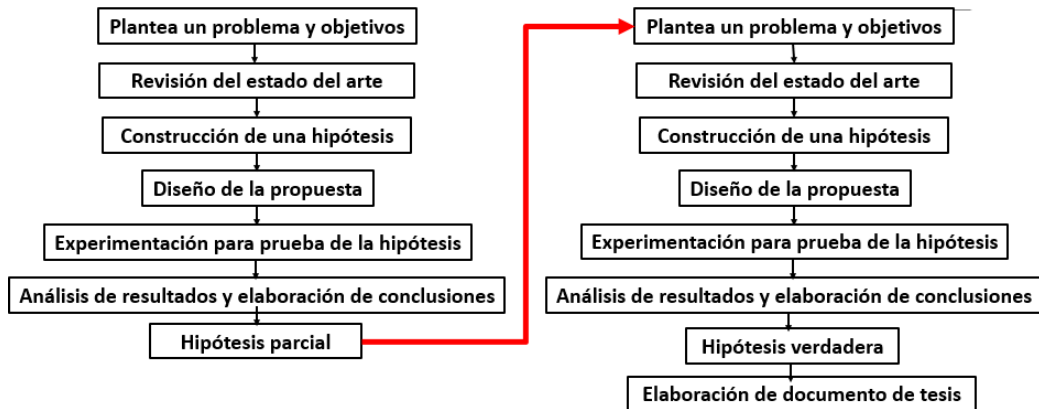 Plantea un problema y objetivos
Revisión del estado del arte
Construcción de una hipótesis
Diseño de la propuesta
Experimentación para prueba de la hipótesis
Análisis de resultados y elaboración de conclusiones
Hipótesis parcial
Plantea un problema y objetivos
Revisión del estado del arte
Construcción de una hipótesis
Diseño de la propuesta
Experimentación para prueba de la hipótesis
Análisis de resultados y elaboración de conclusiones
Hipótesis verdadera
Elaboración de documento de tesis